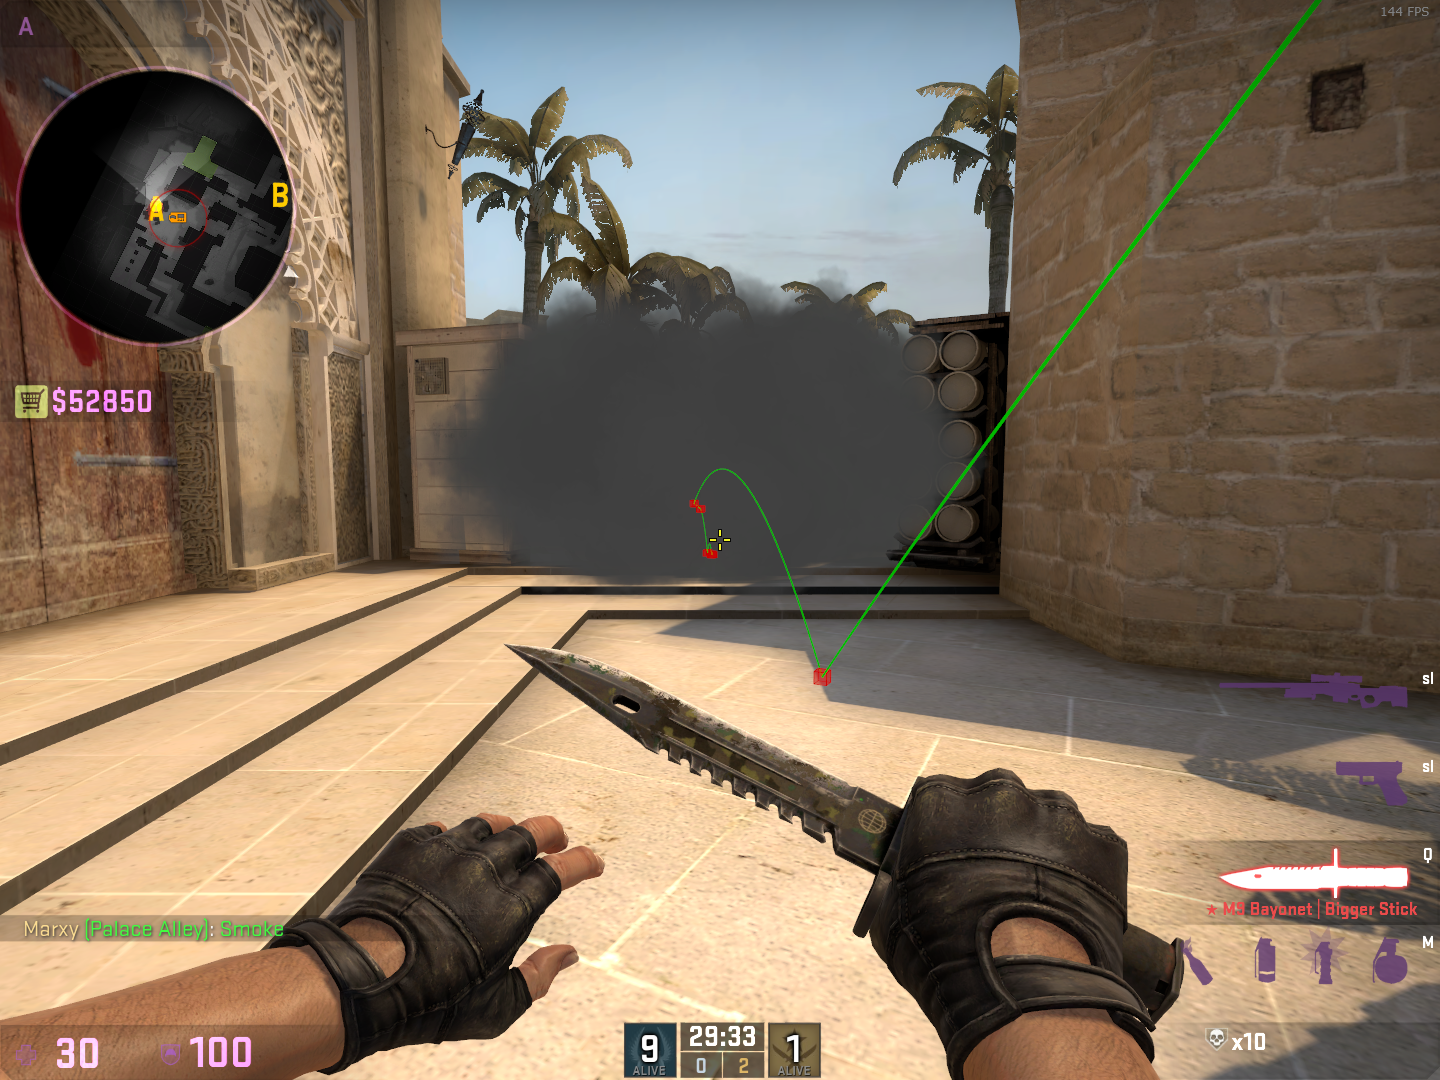 A
144 FPS
A
B
$52850
sl
sl
Q
★ M9 Bayonet | Bigger Stick
Marxy (Palace Alley): Smoke
M
30
100
9
ALIVE
29:33
0
2
1
ALIVE
x10